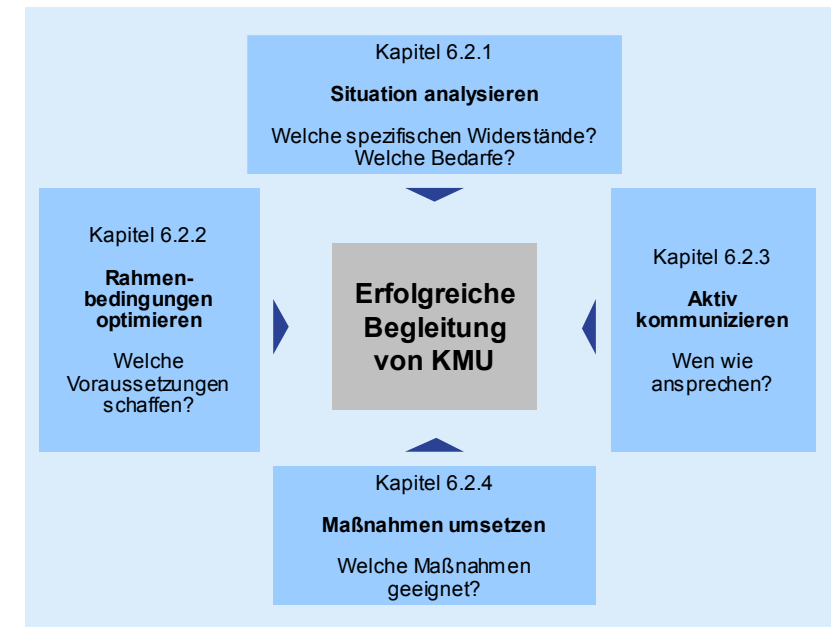 Kapitel 6.2.1
Situation analysieren
Welche spezifischen Widerstände?
Welche Bedarfe?
Kapitel 6.2.2
Rahmen-
bedingungen
optimieren
Welche
Voraussetzungen
schaffen?
Erfolgreiche
Begleitung
von KMU
Kapitel 6.2.3
Aktiv
kommunizieren
Wen wie
ansprechen?
Kapitel 6.2.4
Maßnahmen umsetzen
Welche Maßnahmen
geeignet?